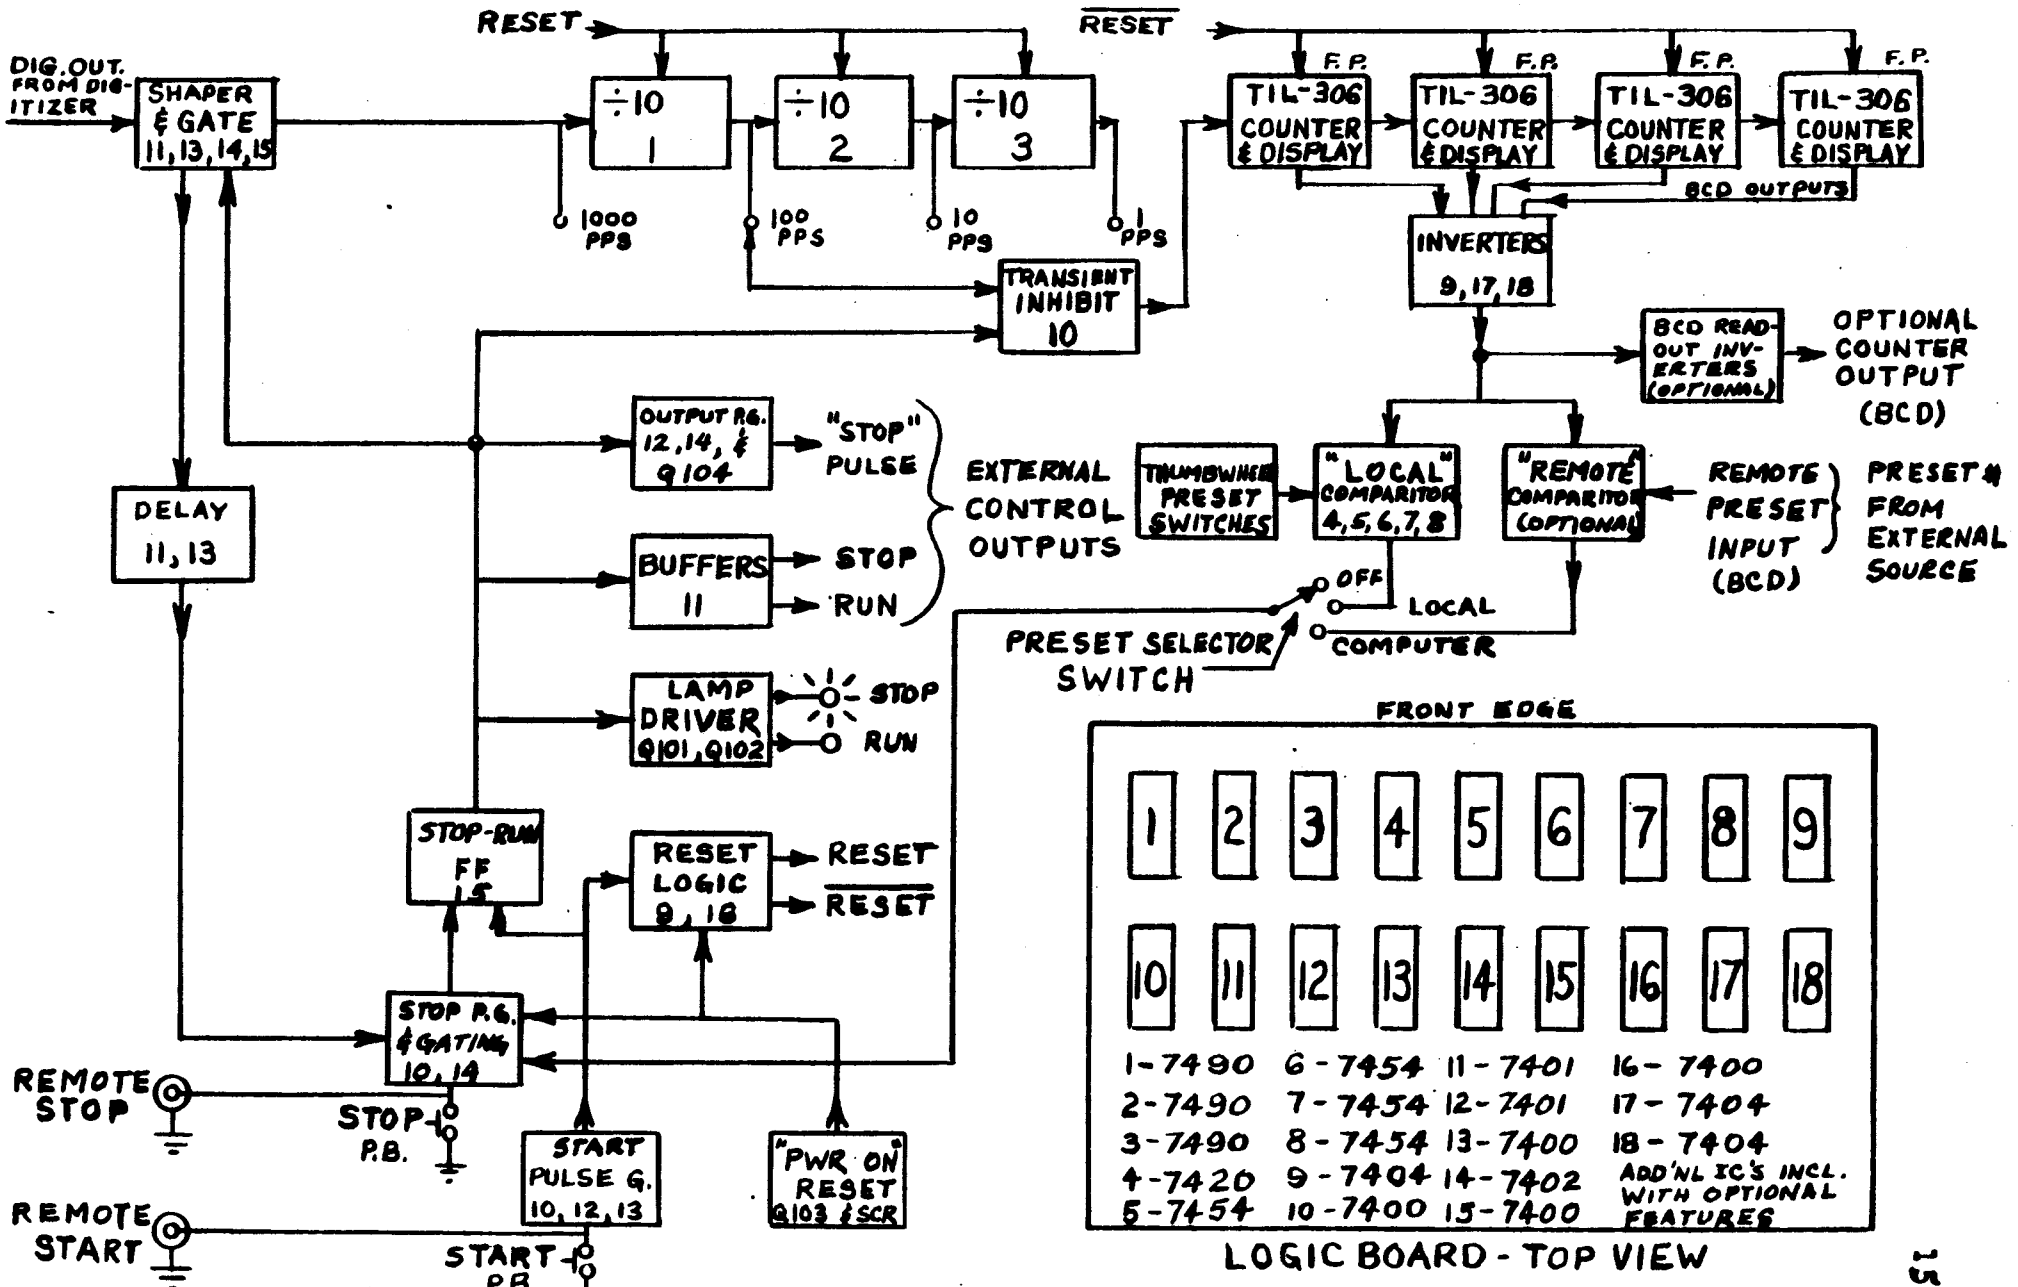 RESET
RESET
DIG. OUT.
FROM DIG-
ITIZER
SHAPER
& GATE
11, 13, 14, 15
÷10
1
÷10
2
÷10
3
F.P.
TIL-306
COUNTER
& DISPLAY
F.P.
TIL-306
COUNTER
& DISPLAY
F.P.
TIL-306
COUNTER
& DISPLAY
F.P.
TIL-306
COUNTER
& DISPLAY
BCD OUTPUTS
1000
PPS
100
PPS
10
PPS
1
PPS
TRANSIENT
INHIBIT
10
INVERTERS
9, 17, 18
BCD READ-
OUT INV-
ERTERS
(OPTIONAL)
OPTIONAL
COUNTER
OUTPUT
(BCD)
OUTPUT P.G.
12, 14, &
Q104
"STOP"
PULSE
BUFFERS
11
STOP
RUN
EXTERNAL
CONTROL
OUTPUTS
THUMBWHEEL
PRESET
SWITCHES
"LOCAL"
COMPARITOR
4, 5, 6, 7, 8
"REMOTE"
COMPARITOR
(OPTIONAL)
REMOTE
PRESET
INPUT
(BCD)
PRESET #
FROM
EXTERNAL
SOURCE
OFF
LOCAL
COMPUTER
PRESET SELECTOR
SWITCH
DELAY
11, 13
LAMP
DRIVER
Q101, Q102
STOP
RUN
STOP-RUN
FF
15
RESET
LOGIC
9, 18
RESET
RESET
STOP P.G.
& GATING
10, 14
REMOTE
STOP
STOP
P.B.
START
PULSE G.
10, 12, 13
"PWR ON"
RESET
Q103 & SCR
REMOTE
START
START
P.B.
FRONT EDGE
1 2 3 4 5 6 7 8 9
10 11 12 13 14 15 16 17 18
1-7490 6-7454 11-7401 16-7400
2-7490 7-7454 12-7401 17-7404
3-7490 8-7454 13-7400 18-7404
4-7420 9-7404 14-7402 ADD'NL IC'S INCL.
5-7454 10-7400 15-7400 WITH OPTIONAL
FEATURES
LOGIC BOARD - TOP VIEW
15